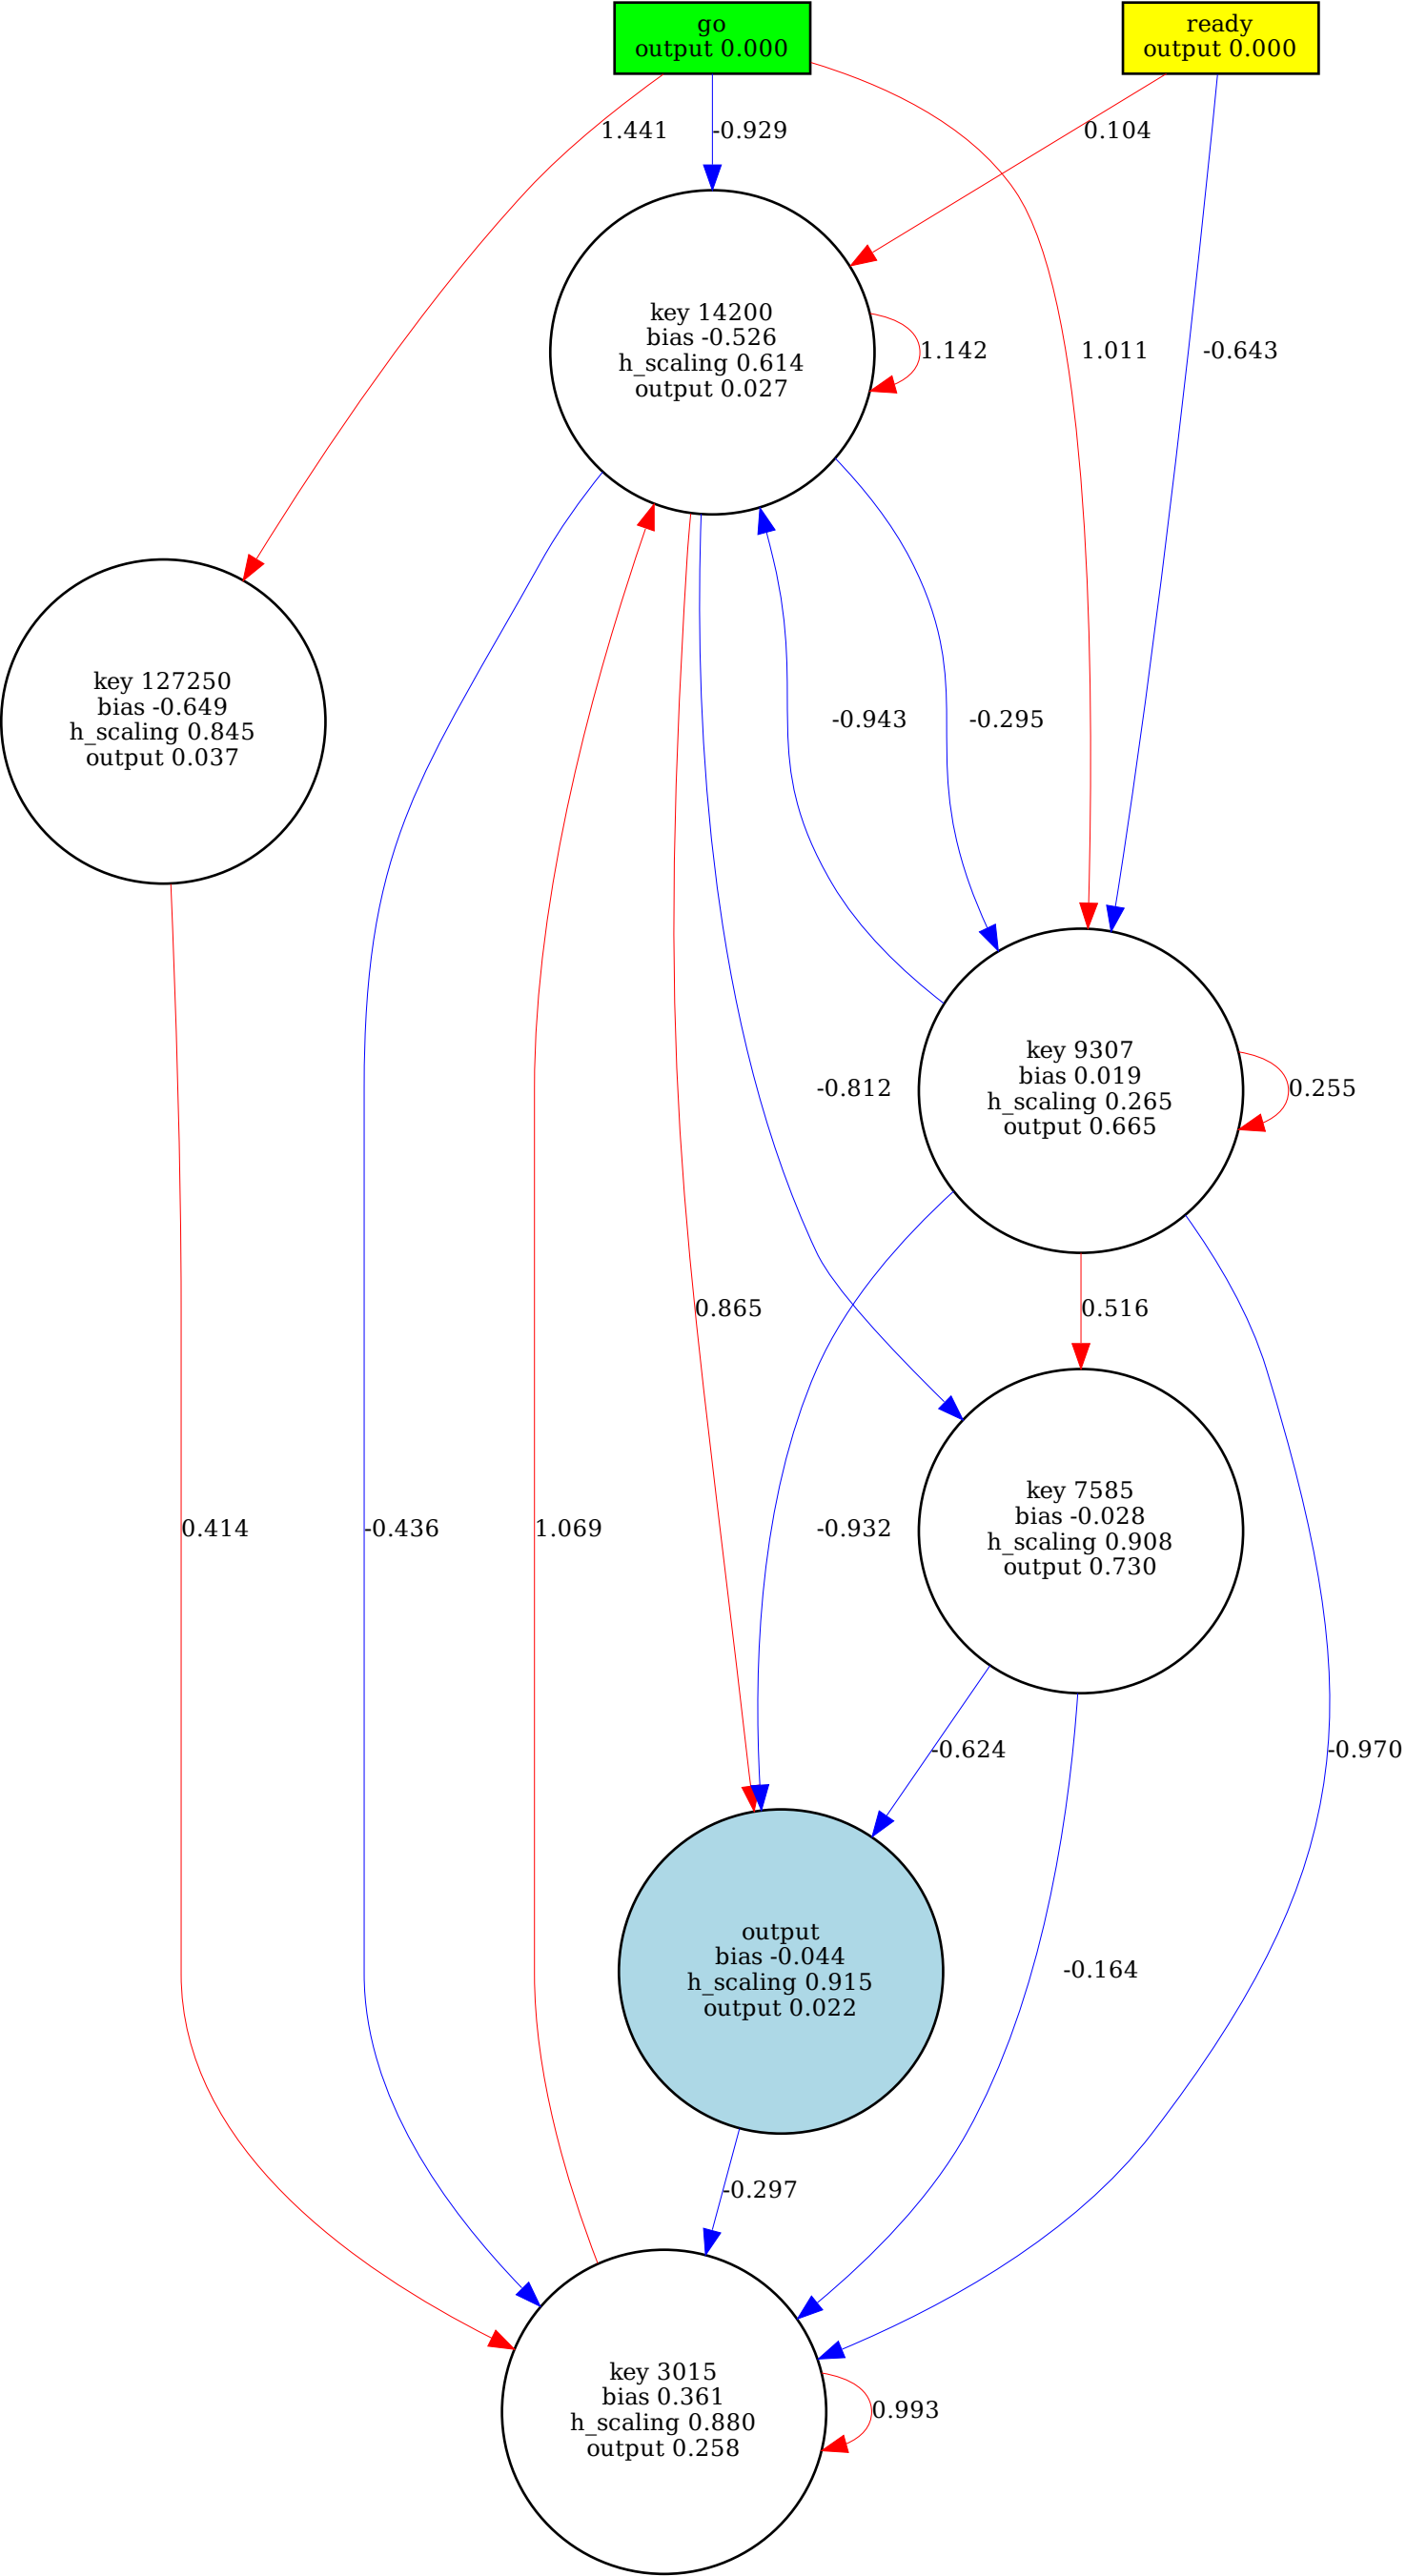 go
output 0.000
ready
output 0.000
1.441
-0.929
0.104
key 14200
bias -0.526
h_scaling 0.614
output 0.027
1.142
1.011
-0.643
key 127250
bias -0.649
h_scaling 0.845
output 0.037
-0.943
-0.295
key 9307
bias 0.019
h_scaling 0.265
output 0.665
-0.812
0.255
0.865
0.516
key 7585
bias -0.028
h_scaling 0.908
output 0.730
0.414
-0.436
1.069
-0.932
-0.624
-0.970
output
bias -0.044
h_scaling 0.915
output 0.022
-0.164
-0.297
key 3015
bias 0.361
h_scaling 0.880
output 0.258
0.993